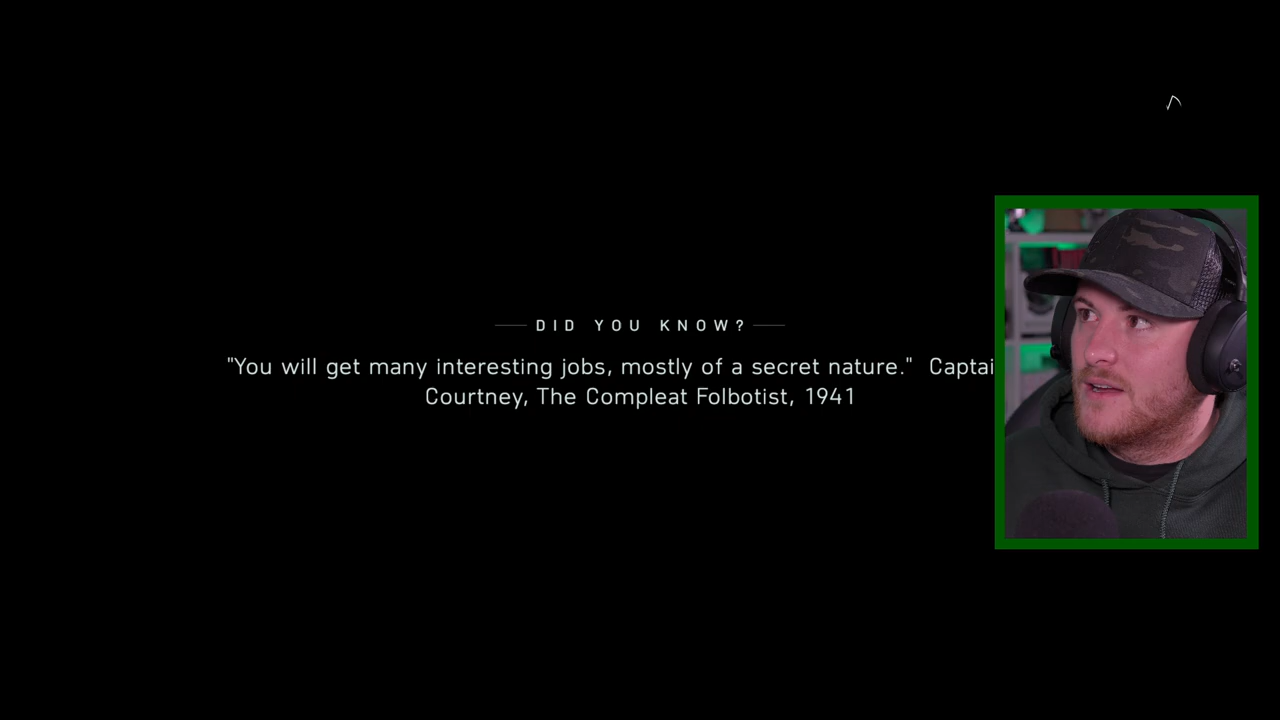 DID YOU KNOW?
"You will get many interesting jobs, mostly of a secret nature." Captai
Courtney, The Compleat Folbotist, 1941